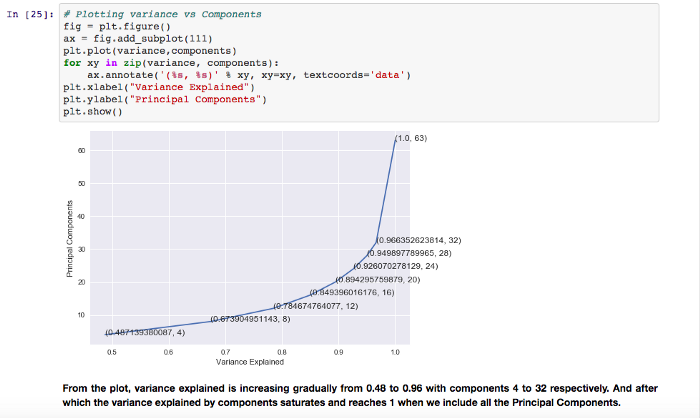 In [25]: # Plotting variance vs Components
fig = plt.figure()
ax = fig.add_subplot(111)
plt.plot(variance,components)
for xy in zip(variance, components):
ax.annotate('(%s, %s)' % xy, xy=xy, textcoords='data')
plt.xlabel("Variance Explained")
plt.ylabel("Principal Components")
plt.show()
(1.0, 63)
60
50
40
(0.966352623814, 32)
30
(0.949897789965, 28)
(0.926070278129, 24)
(0.894295759879, 20)
20
(0.849396016176, 16)
(0.784674764077, 12)
10
(0.673904951143, 8)
(0.487139380087, 4)
Principal Components
0.5 0.6 0.7 0.8 0.9 1.0
Variance Explained
From the plot, variance explained is increasing gradually from 0.48 to 0.96 with components 4 to 32 respectively. And after
which the variance explained by components saturates and reaches 1 when we include all the Principal Components.